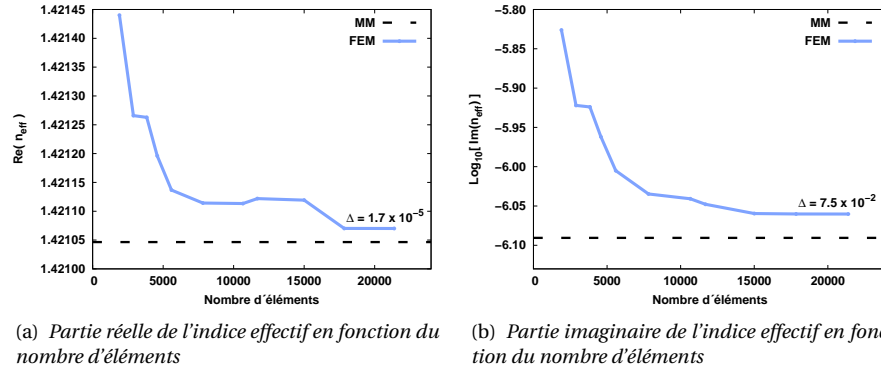 1.42145
1.42140
1.42135
1.42130
1.42125
1.42120
1.42115
1.42110
1.42105
1.42100
Re( n_eff )
MM
FEM
Δ = 1.7 x 10⁻⁵
0 5000 10000 15000 20000
Nombre d´éléments
(a) Partie réelle de l'indice effectif en fonction du
nombre d'éléments
−5.80
−5.85
−5.90
−5.95
−6.00
−6.05
−6.10
Log₁₀[ Im(n_eff) ]
MM
FEM
Δ = 7.5 x 10⁻²
0 5000 10000 15000 20000
Nombre d´éléments
(b) Partie imaginaire de l'indice effectif en fonc-
tion du nombre d'éléments